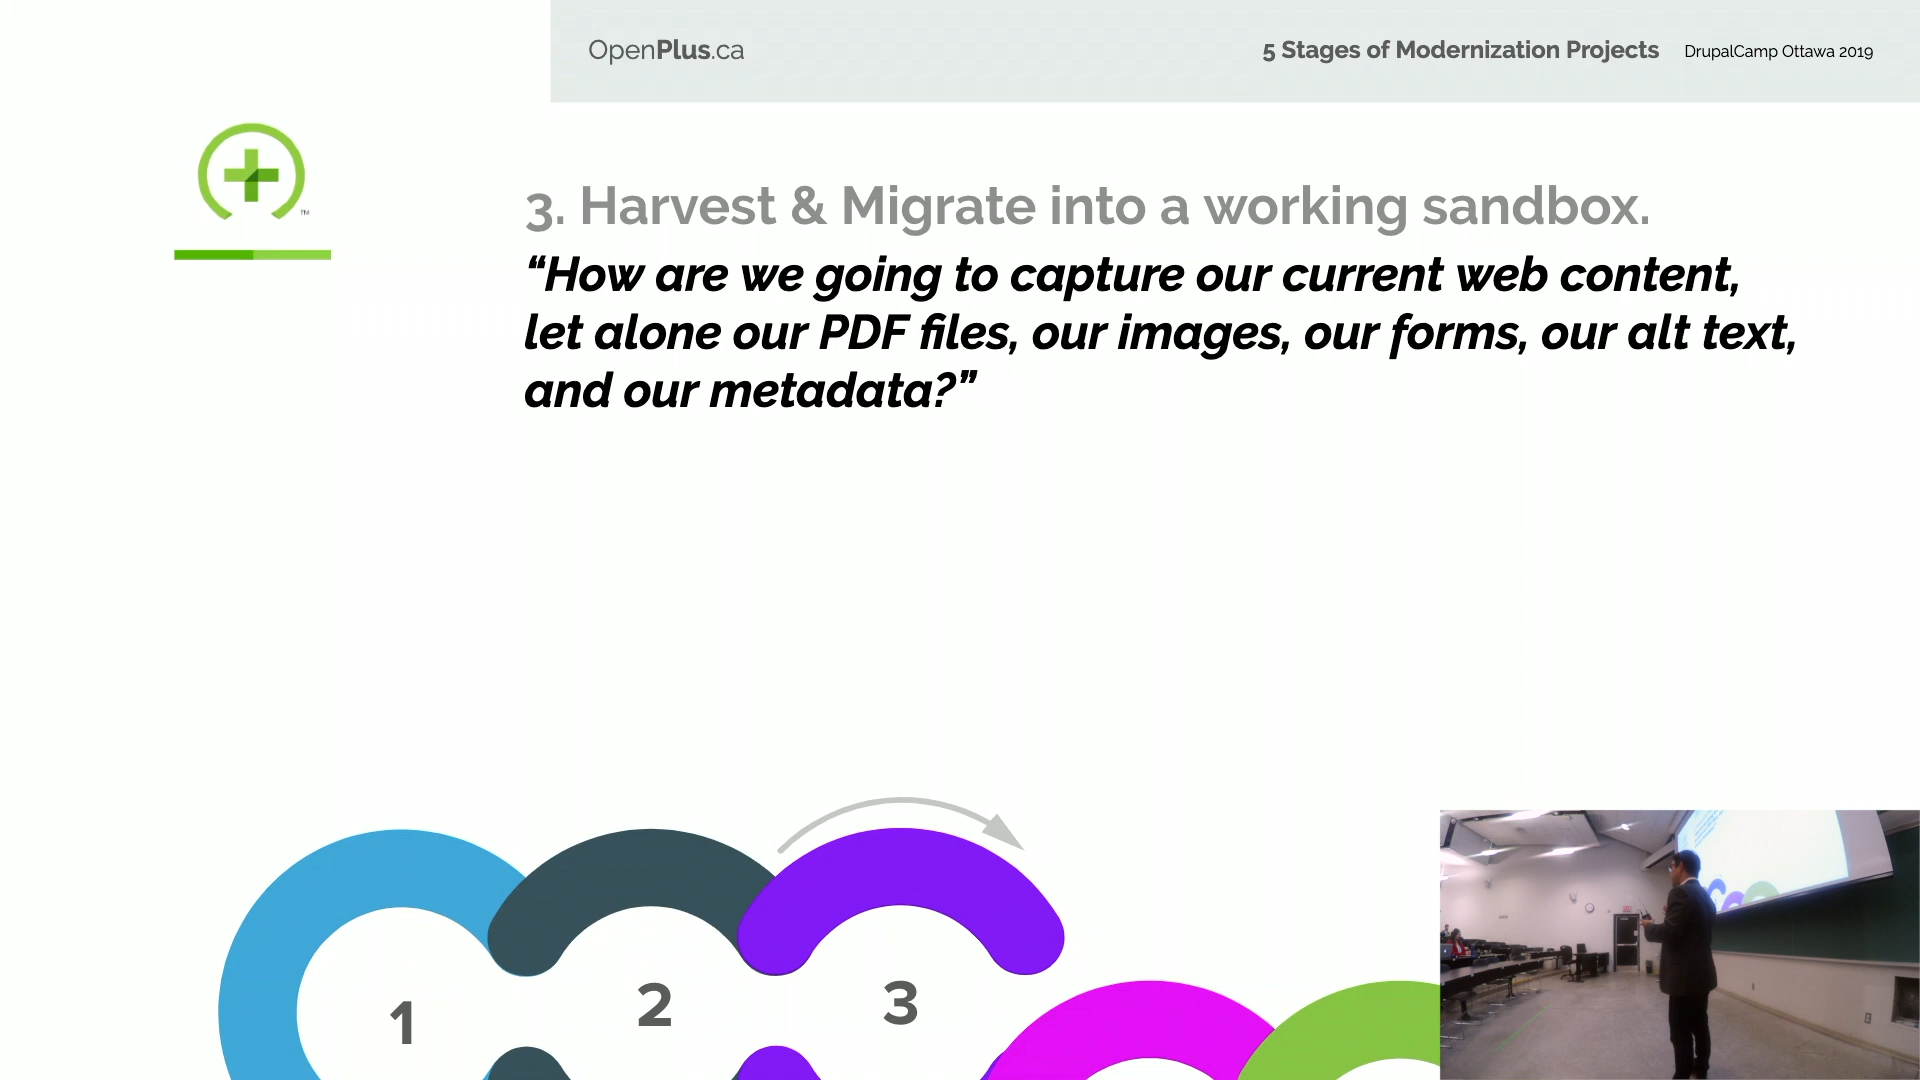 OpenPlus.ca
5 Stages of Modernization Projects DrupalCamp Ottawa 2019
TM
3. Harvest & Migrate into a working sandbox.
“How are we going to capture our current web content,
let alone our PDF files, our images, our forms, our alt text,
and our metadata?”
1
2
3